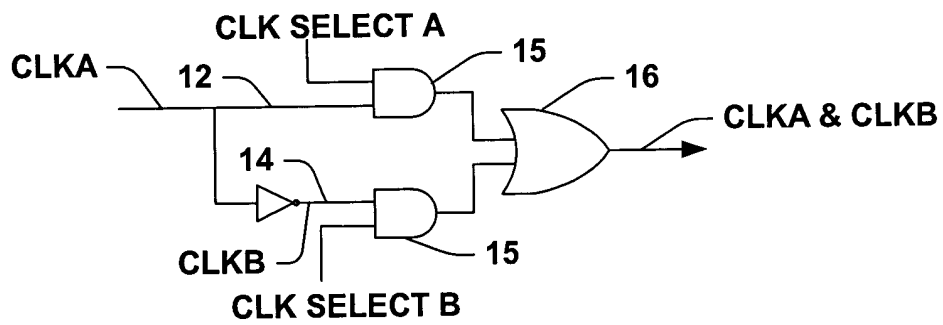 CLK SELECT A
15
CLKA
12
16
CLKA & CLKB
14
CLKB
15
CLK SELECT B